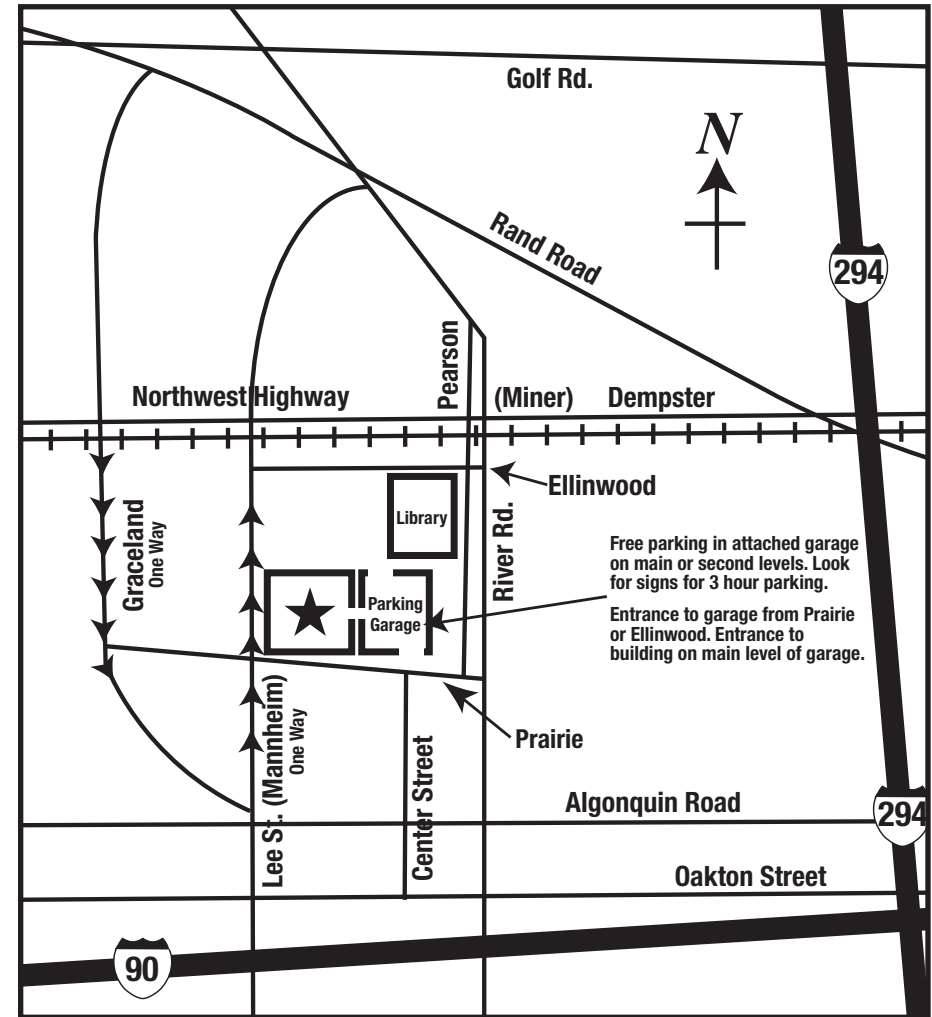 Golf Rd.
N
Rand Road
294
Pearson
Northwest Highway
(Miner)
Dempster
Ellinwood
Library
River Rd.
Graceland
One Way
Free parking in attached garage
on main or second levels. Look
for signs for 3 hour parking.
Entrance to garage from Prairie
or Ellinwood. Entrance to
building on main level of garage.
Parking
Garage
Lee St. (Mannheim)
One Way
Prairie
Center Street
Algonquin Road
294
Oakton Street
90